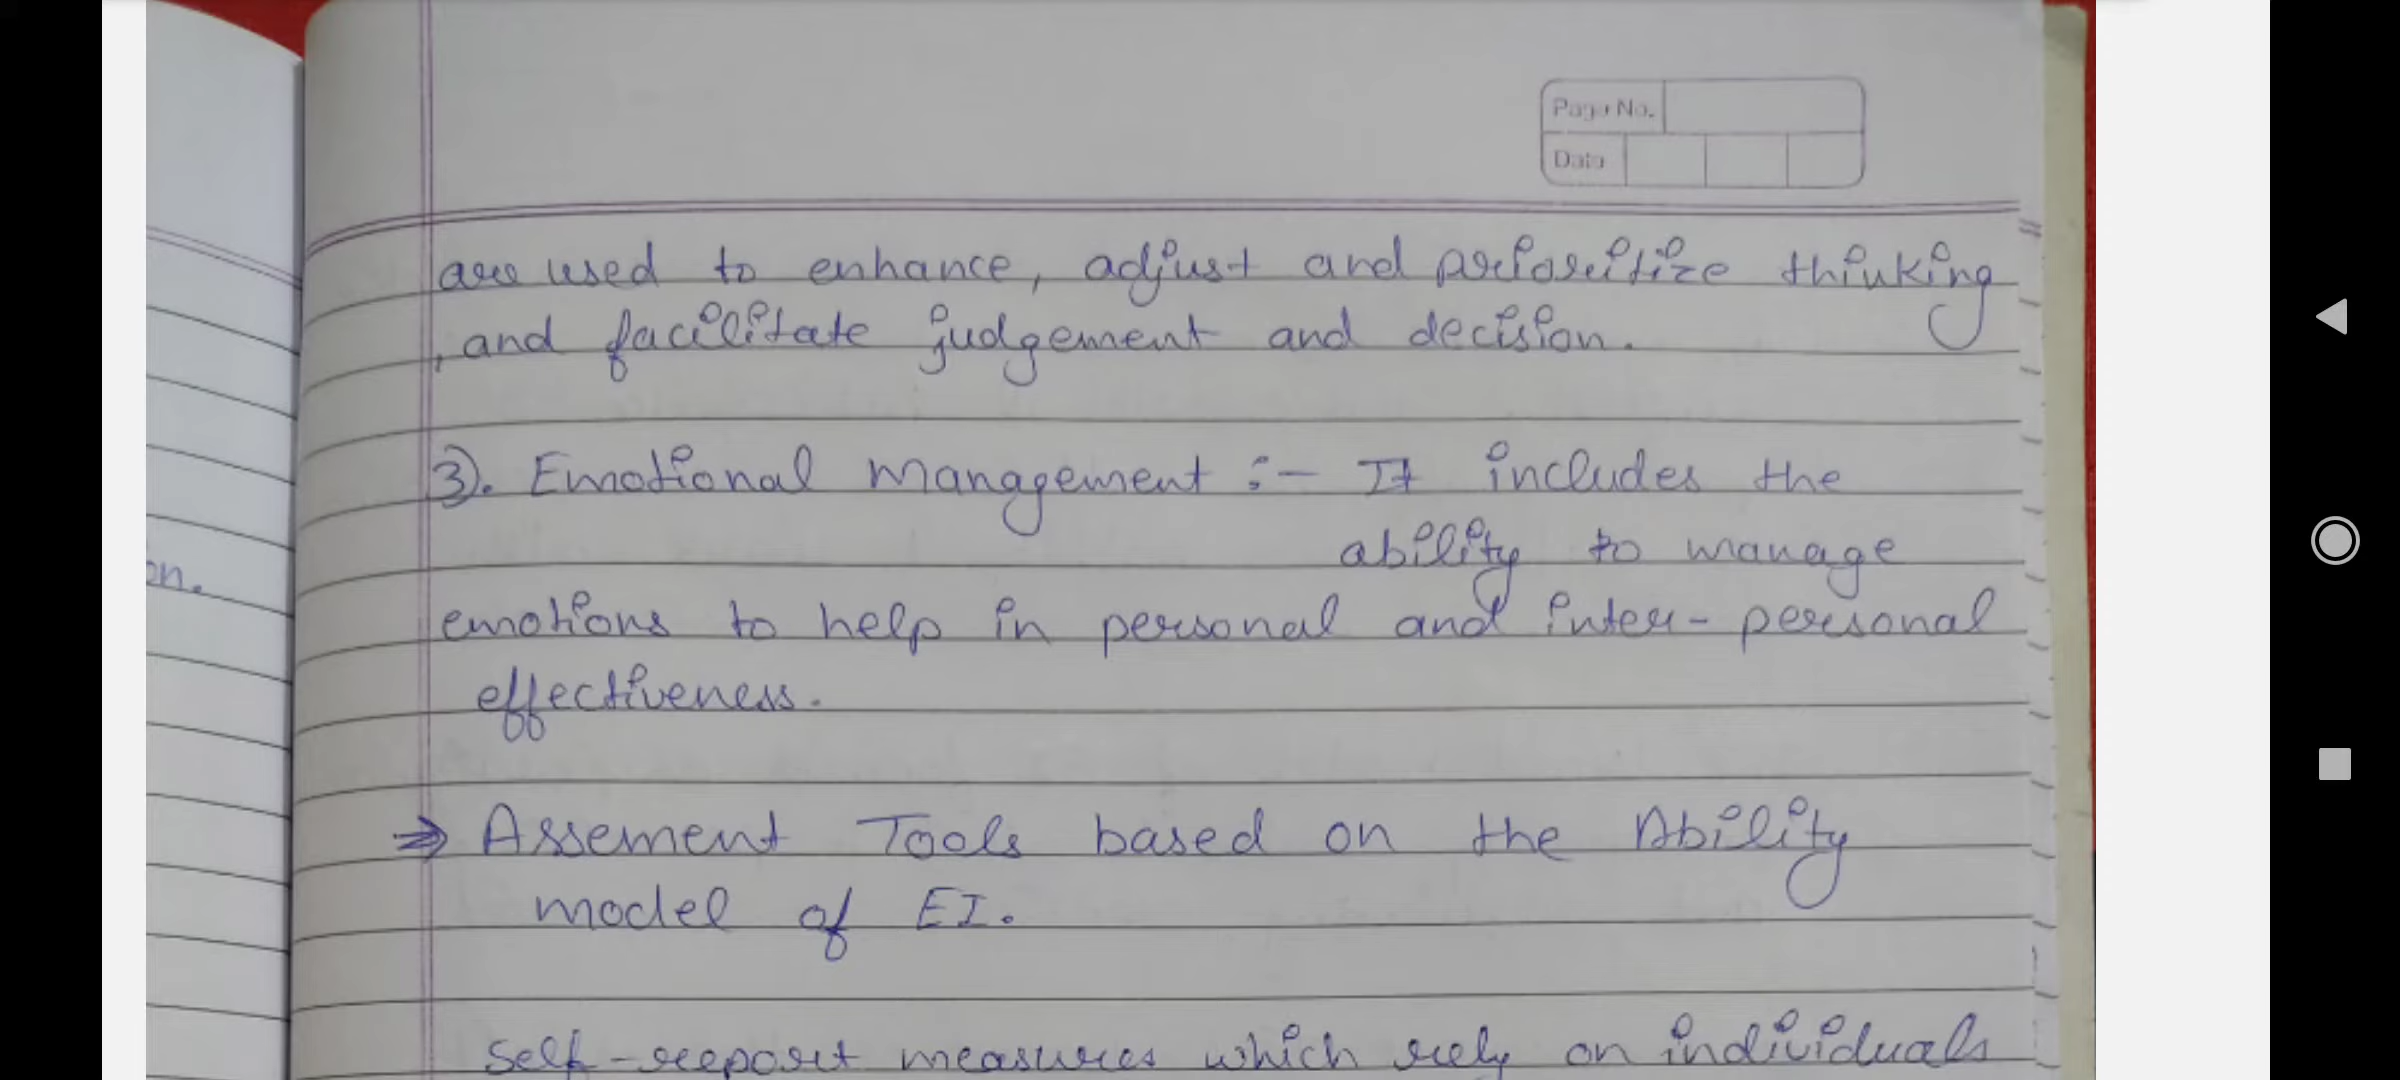 Page No.
Date
are used to enhance, adjust and prioritize thinking
, and facilitate judgement and decision.
3). Emotional Management :- It includes the
ability to manage
on.
emotions to help in personal and inter-personal
effectiveness.
⇒ Assement Tools based on the Ability
model of EI.
Self-report measures which rely on individuals